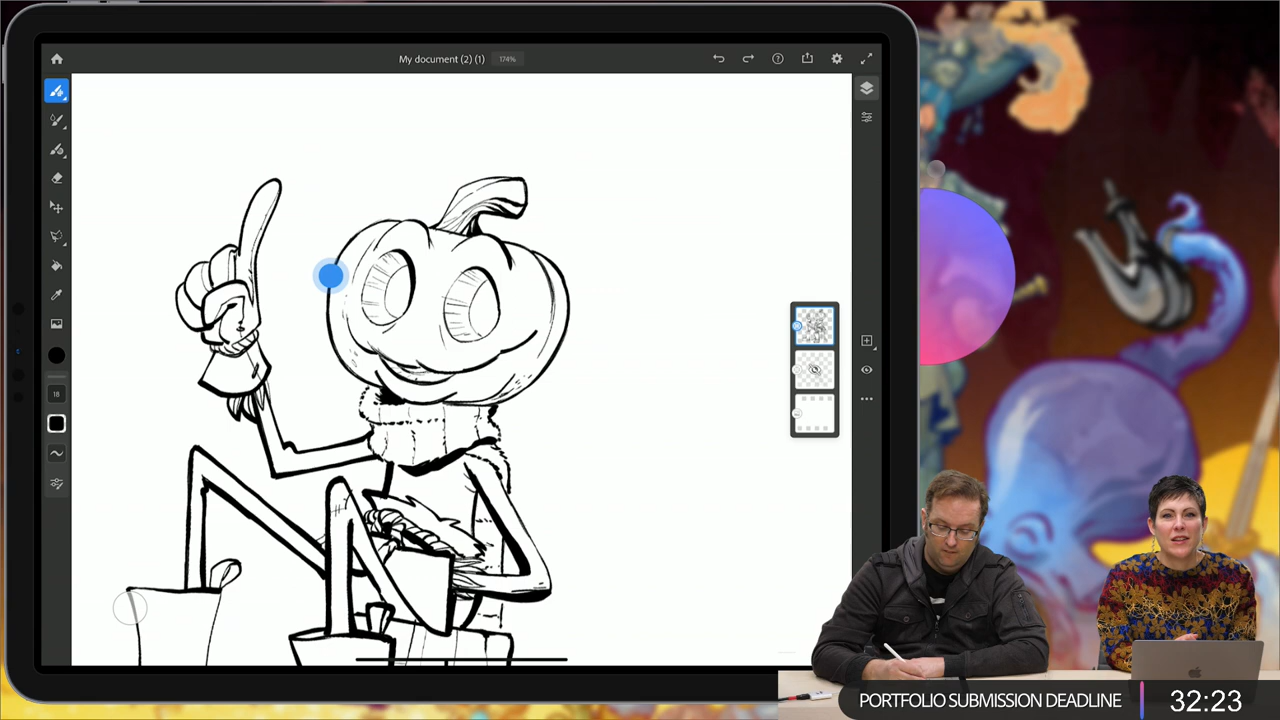 My document (2) (1) 174%
18
PORTFOLIO SUBMISSION DEADLINE 32:23